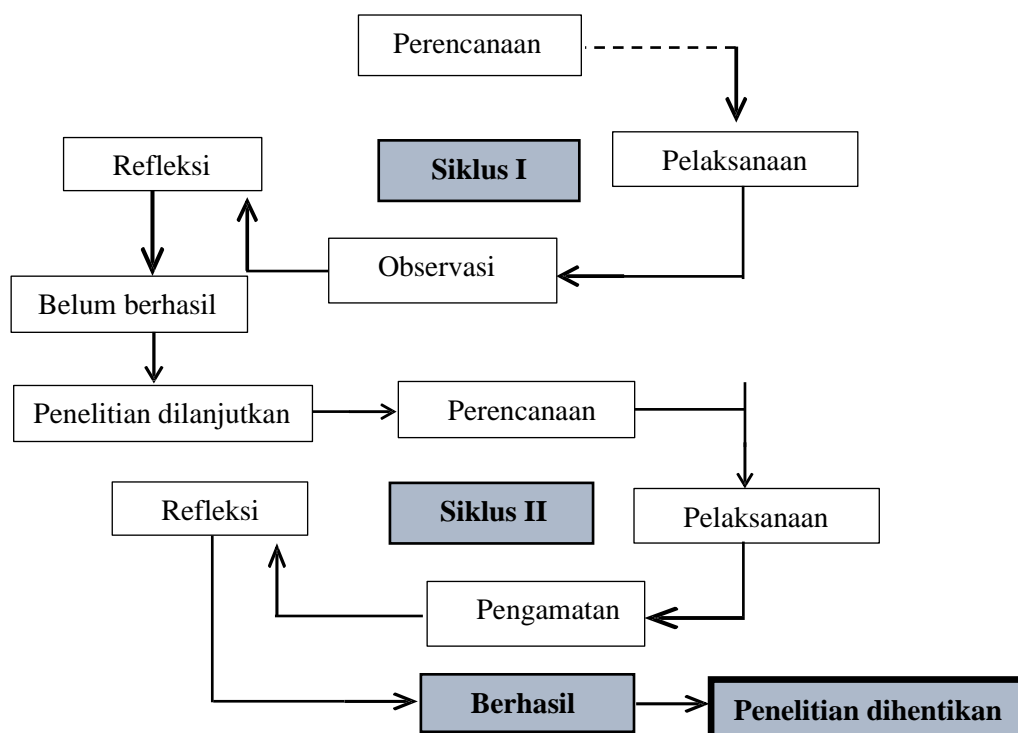 Perencanaan
Pelaksanaan
Siklus I
Refleksi
Observasi
Belum berhasil
Penelitian dilanjutkan
Perencanaan
Pelaksanaan
Siklus II
Refleksi
Pengamatan
Berhasil
Penelitian dihentikan